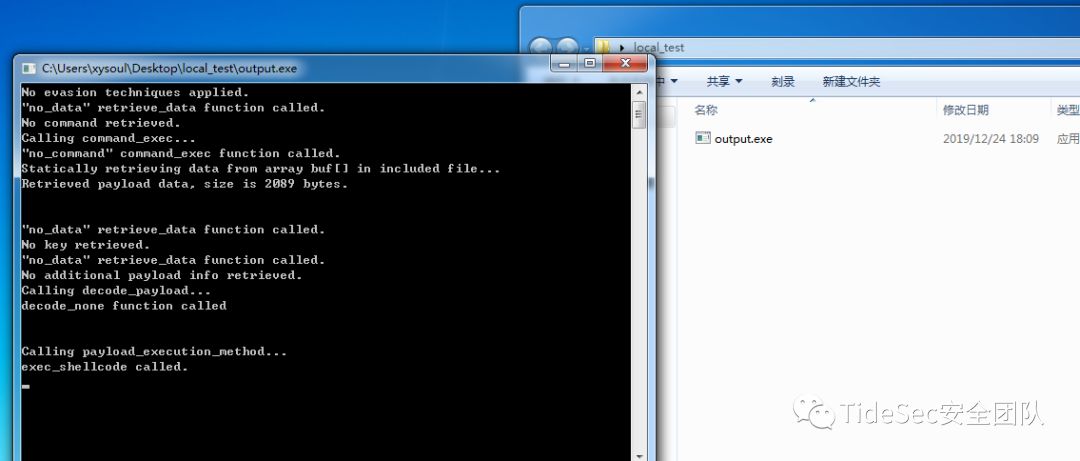 C:\Users\xysoul\Desktop\local_test\output.exe
No evasion techniques applied.
"no_data" retrieve_data function called.
No command retrieved.
Calling command_exec...
"no_command" command_exec function called.
Statically retrieving data from array buf[] in included file...
Retrieved payload data, size is 2089 bytes.
"no_data" retrieve_data function called.
No key retrieved.
"no_data" retrieve_data function called.
No additional payload info retrieved.
Calling decode_payload...
decode_none function called
Calling payload_execution_method...
exec_shellcode called.
local_test
中 共享 刻录 新建文件夹
名称 修改日期 类型
output.exe 2019/12/24 18:09 应用
TideSec安全团队